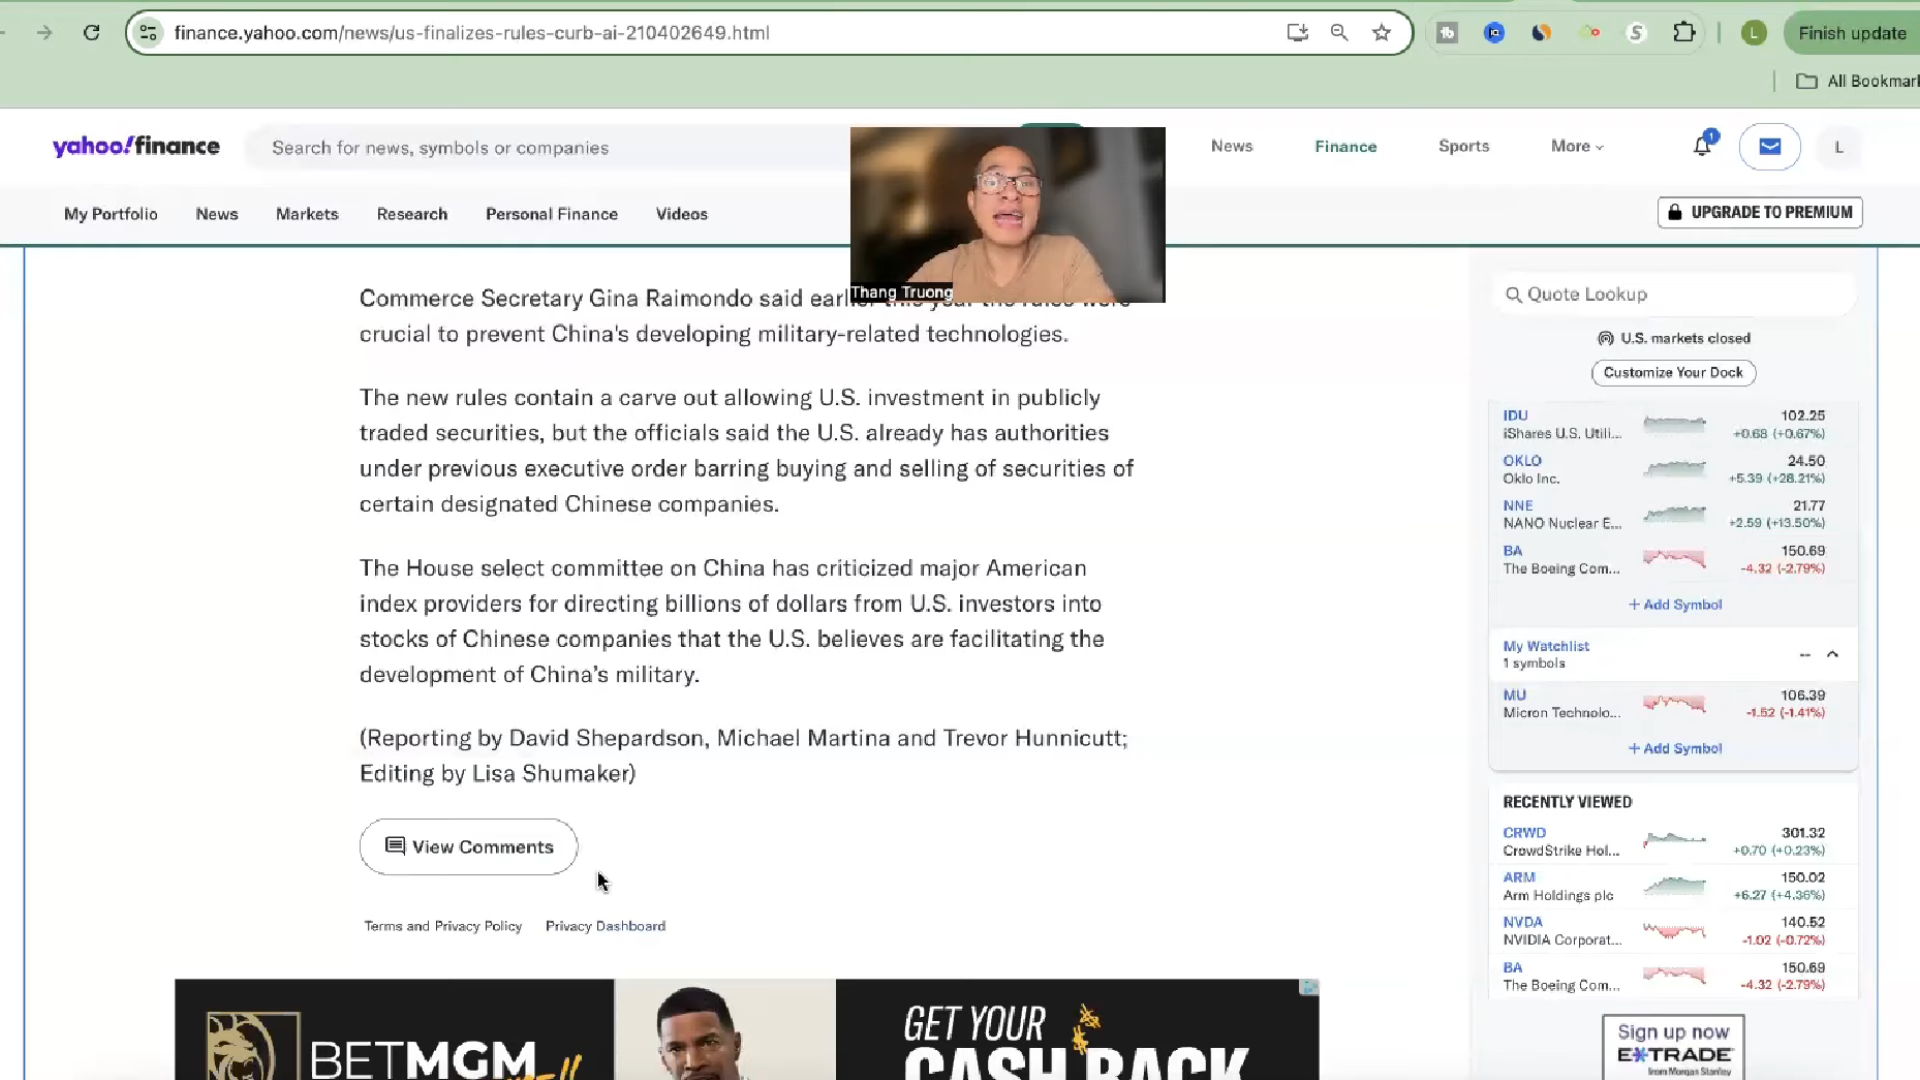 finance.yahoo.com/news/us-finalizes-rules-curb-ai-210402649.html
L
Finish update
All Bookmark
yahoo!finance
Search for news, symbols or companies
News
Finance
Sports
More
1
L
My Portfolio
News
Markets
Research
Personal Finance
Videos
UPGRADE TO PREMIUM
Thang Truong
Commerce Secretary Gina Raimondo said earlier this year the rules were
crucial to prevent China's developing military-related technologies.
The new rules contain a carve out allowing U.S. investment in publicly
traded securities, but the officials said the U.S. already has authorities
under previous executive order barring buying and selling of securities of
certain designated Chinese companies.
The House select committee on China has criticized major American
index providers for directing billions of dollars from U.S. investors into
stocks of Chinese companies that the U.S. believes are facilitating the
development of China's military.
(Reporting by David Shepardson, Michael Martina and Trevor Hunnicutt;
Editing by Lisa Shumaker)
View Comments
Terms and Privacy Policy
Privacy Dashboard
BETMGM
GET YOUR
CASH BACK
Quote Lookup
U.S. markets closed
Customize Your Dock
IDU 102.25
iShares U.S. Utili... +0.68 (+0.67%)
OKLO 24.50
Oklo Inc. +5.39 (+28.21%)
NNE 21.77
NANO Nuclear E... +2.59 (+13.50%)
BA 150.69
The Boeing Com... -4.32 (-2.79%)
+ Add Symbol
My Watchlist
1 symbols --
MU 106.39
Micron Technolo... -1.52 (-1.41%)
+ Add Symbol
RECENTLY VIEWED
CRWD 301.32
CrowdStrike Hol... +0.70 (+0.23%)
ARM 150.02
Arm Holdings plc +6.27 (+4.36%)
NVDA 140.52
NVIDIA Corporat... -1.02 (-0.72%)
BA 150.69
The Boeing Com... -4.32 (-2.79%)
Sign up now
E*TRADE
from Morgan Stanley